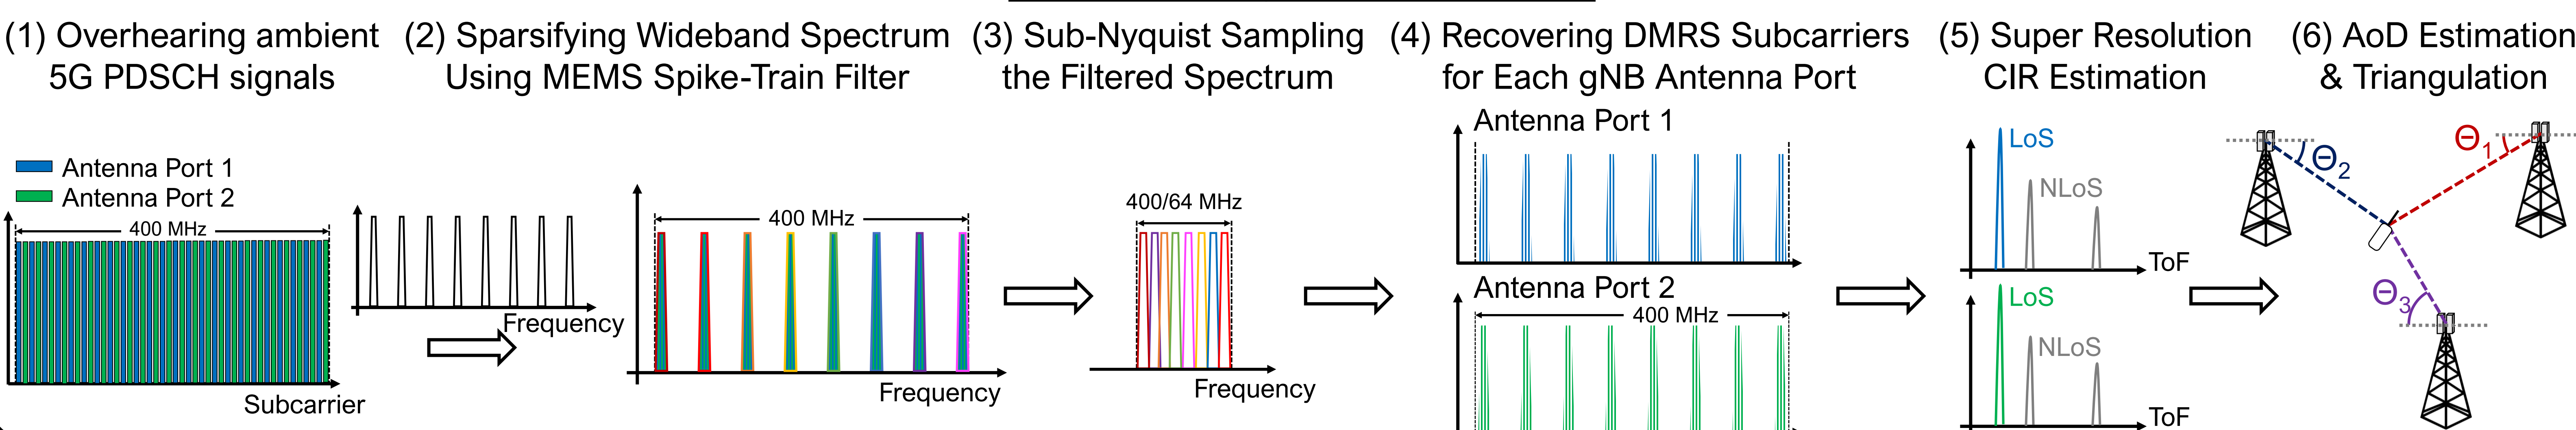 (1) Overhearing ambient
5G PDSCH signals
Antenna Port 1
Antenna Port 2
400 MHz
Subcarrier
(2) Sparsifying Wideband Spectrum
Using MEMS Spike-Train Filter
Frequency
400 MHz
Frequency
(3) Sub-Nyquist Sampling
the Filtered Spectrum
400/64 MHz
Frequency
(4) Recovering DMRS Subcarriers
for Each gNB Antenna Port
Antenna Port 1
Antenna Port 2
400 MHz
(5) Super Resolution
CIR Estimation
LoS
NLoS
ToF
LoS
NLoS
ToF
(6) AoD Estimation
& Triangulation
Θ1
Θ2
Θ3